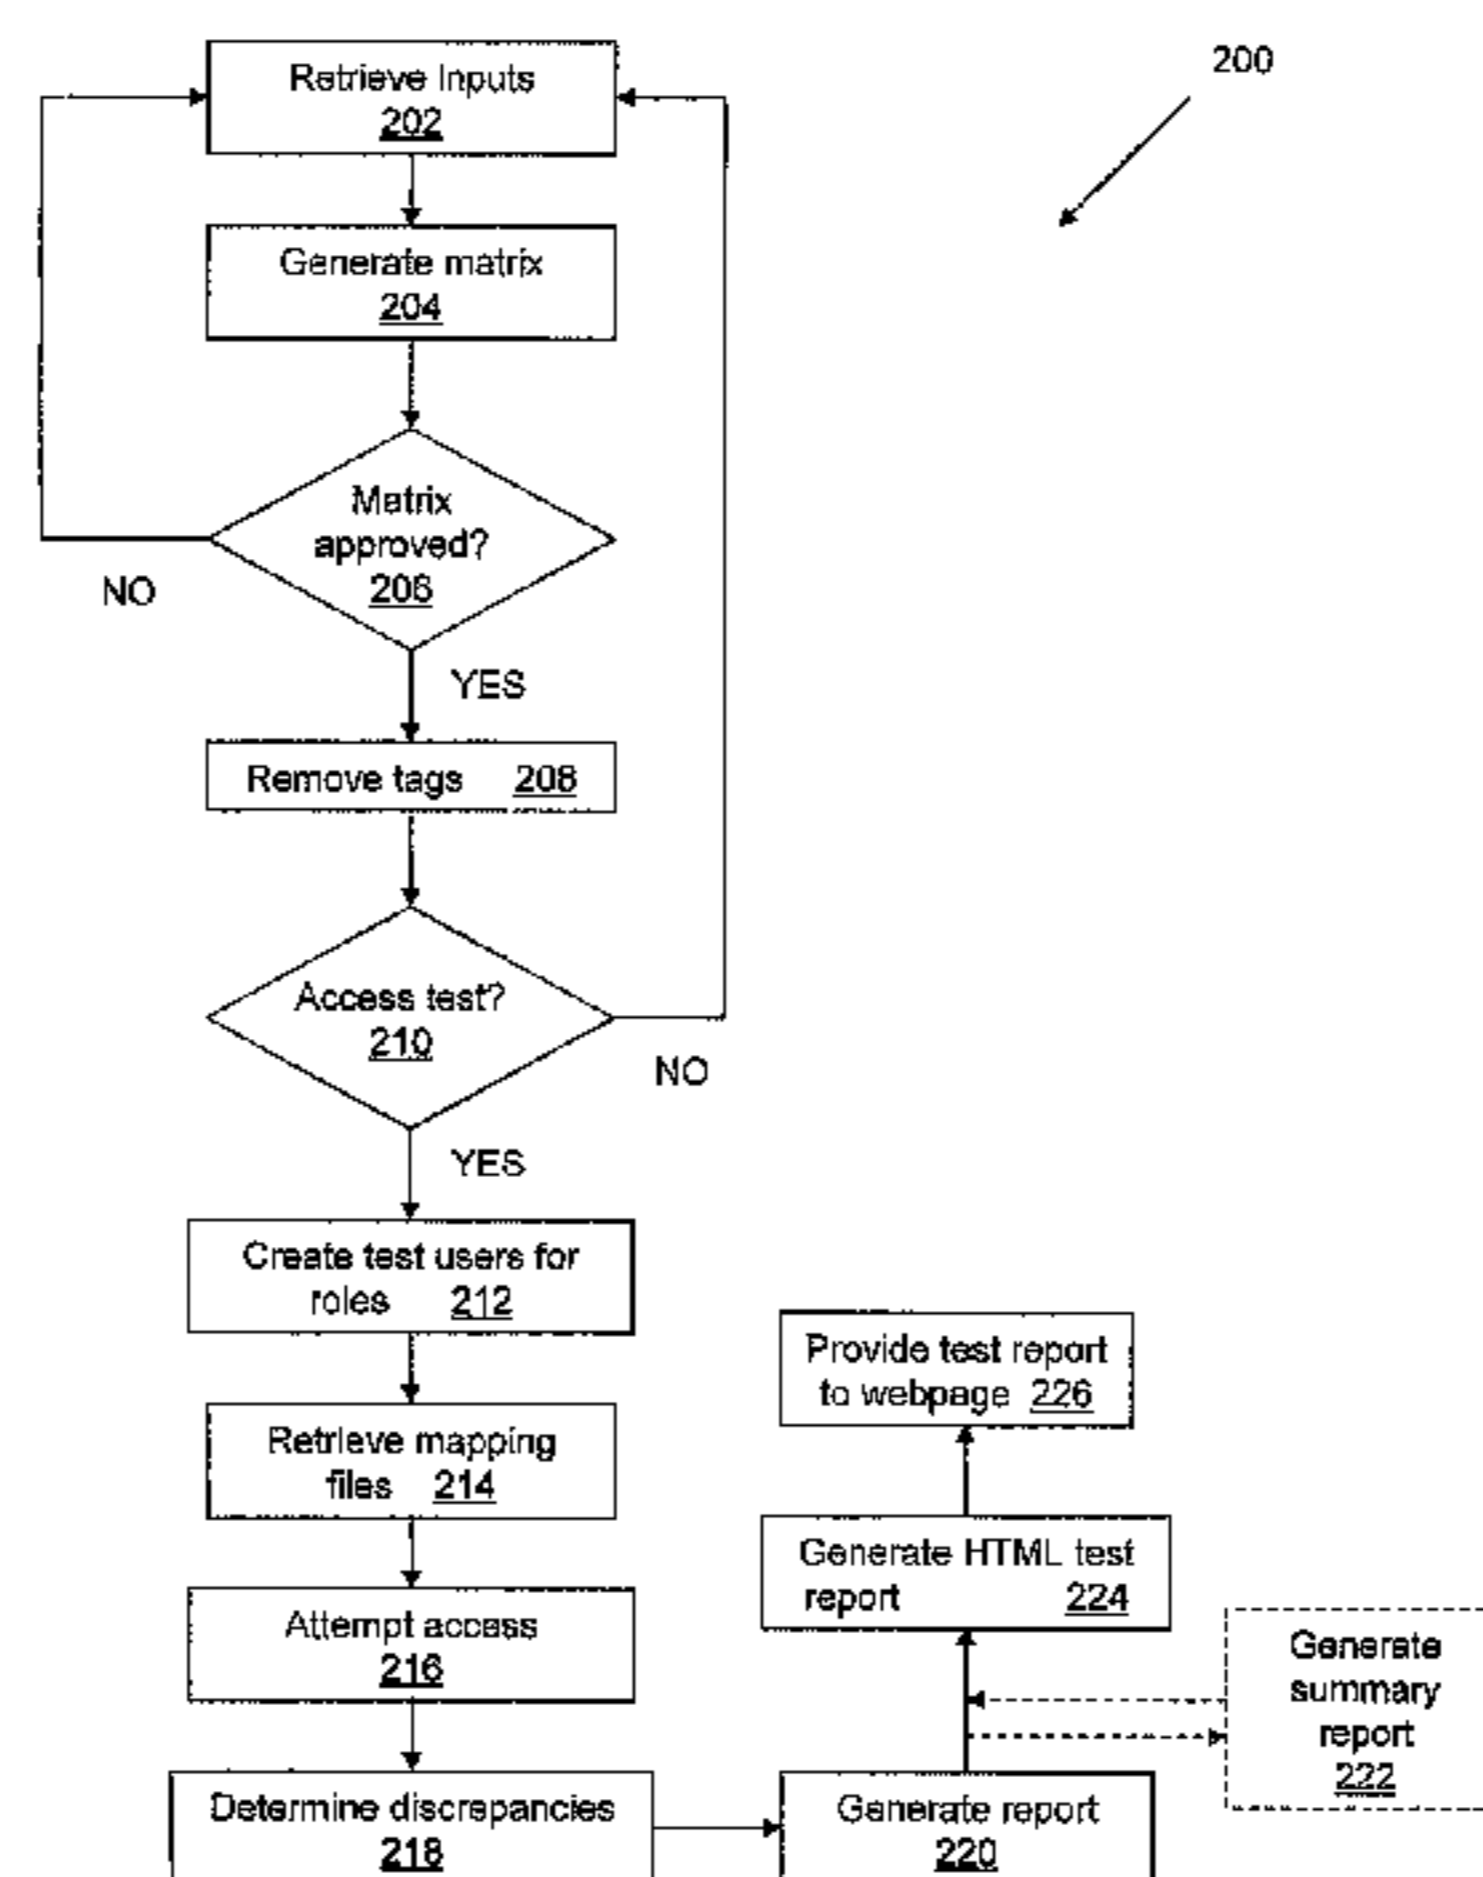 200
Retrieve Inputs
202
Generate matrix
204
Matrix
approved?
206
NO
YES
Remove tags 208
Access test?
210
NO
YES
Create test users for
roles 212
Retrieve mapping
files 214
Attempt access
216
Determine discrepancies
218
Generate report
220
Generate
summary
report
222
Generate HTML test
report 224
Provide test report
to webpage 226